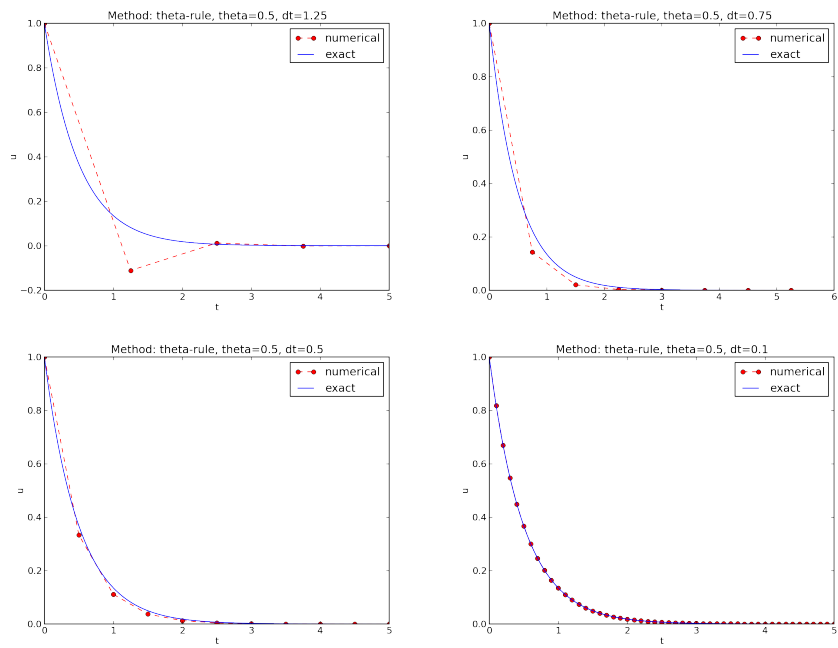 Method: theta-rule, theta=0.5, dt=1.25
numerical
exact
u
1.0
0.8
0.6
0.4
0.2
0.0
−0.2
0 1 2 3 4 5
t
Method: theta-rule, theta=0.5, dt=0.75
numerical
exact
u
1.0
0.8
0.6
0.4
0.2
0.0
0 1 2 3 4 5 6
t
Method: theta-rule, theta=0.5, dt=0.5
numerical
exact
u
1.0
0.8
0.6
0.4
0.2
0.0
0 1 2 3 4 5
t
Method: theta-rule, theta=0.5, dt=0.1
numerical
exact
u
1.0
0.8
0.6
0.4
0.2
0.0
0 1 2 3 4 5
t